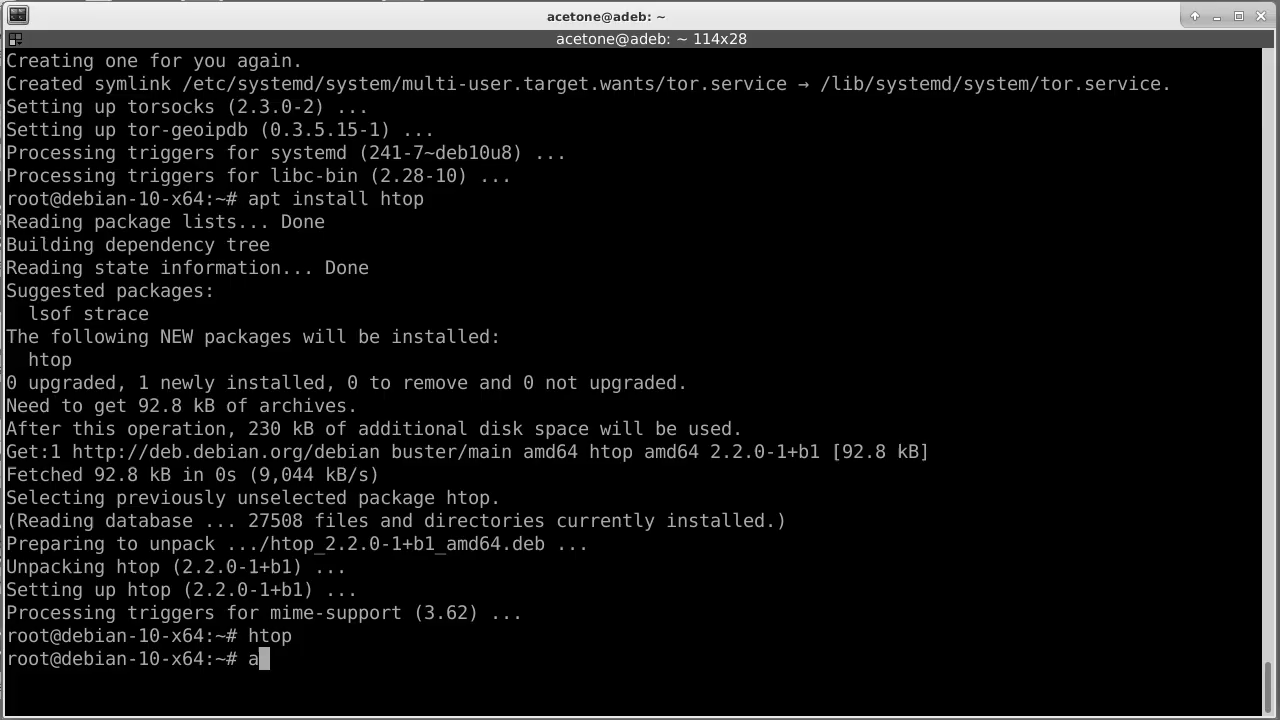 acetone@adeb: ~
acetone@adeb: ~ 114x28
Creating one for you again.
Created symlink /etc/systemd/system/multi-user.target.wants/tor.service → /lib/systemd/system/tor.service.
Setting up torsocks (2.3.0-2) ...
Setting up tor-geoipdb (0.3.5.15-1) ...
Processing triggers for systemd (241-7~deb10u8) ...
Processing triggers for libc-bin (2.28-10) ...
root@debian-10-x64:~# apt install htop
Reading package lists... Done
Building dependency tree
Reading state information... Done
Suggested packages:
  lsof strace
The following NEW packages will be installed:
  htop
0 upgraded, 1 newly installed, 0 to remove and 0 not upgraded.
Need to get 92.8 kB of archives.
After this operation, 230 kB of additional disk space will be used.
Get:1 http://deb.debian.org/debian buster/main amd64 htop amd64 2.2.0-1+b1 [92.8 kB]
Fetched 92.8 kB in 0s (9,044 kB/s)
Selecting previously unselected package htop.
(Reading database ... 27508 files and directories currently installed.)
Preparing to unpack .../htop_2.2.0-1+b1_amd64.deb ...
Unpacking htop (2.2.0-1+b1) ...
Setting up htop (2.2.0-1+b1) ...
Processing triggers for mime-support (3.62) ...
root@debian-10-x64:~# htop
root@debian-10-x64:~# a